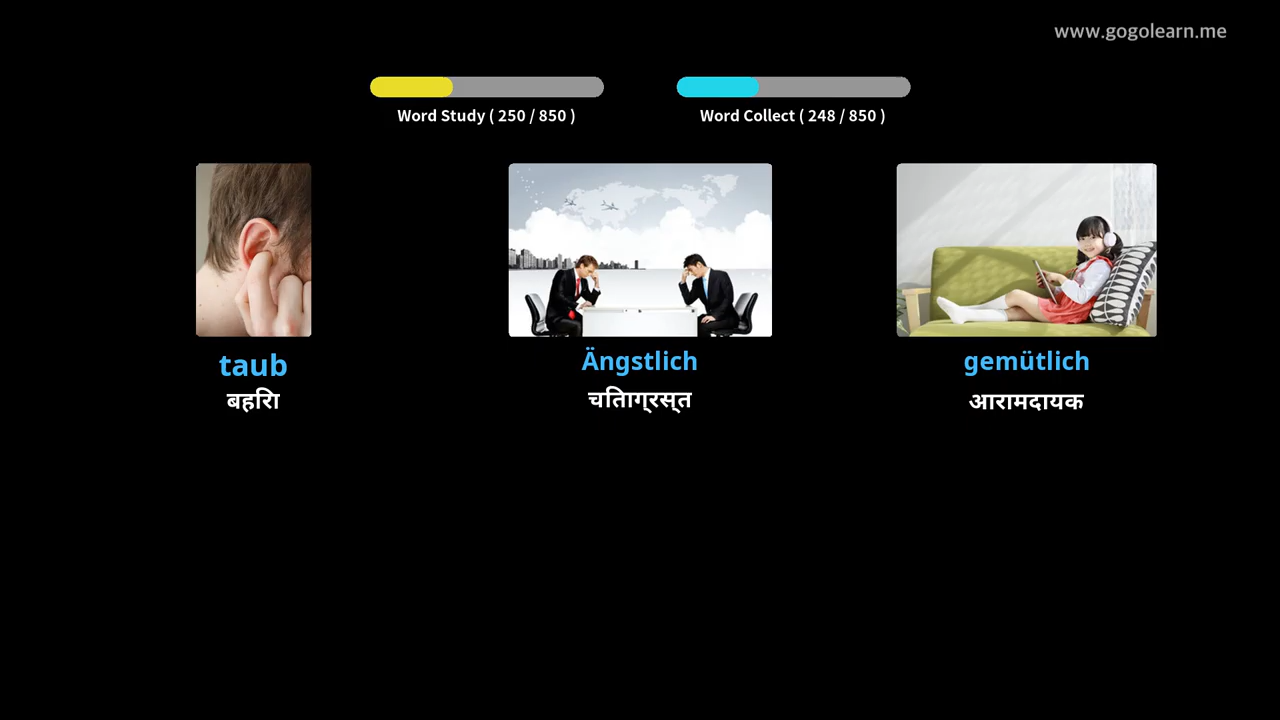 www.gogolearn.me
Word Study ( 250 / 850 ) Word Collect ( 248 / 850 )
taub Ängstlich gemütlich
बहरिा चतिाग्रस्त आरामदायक